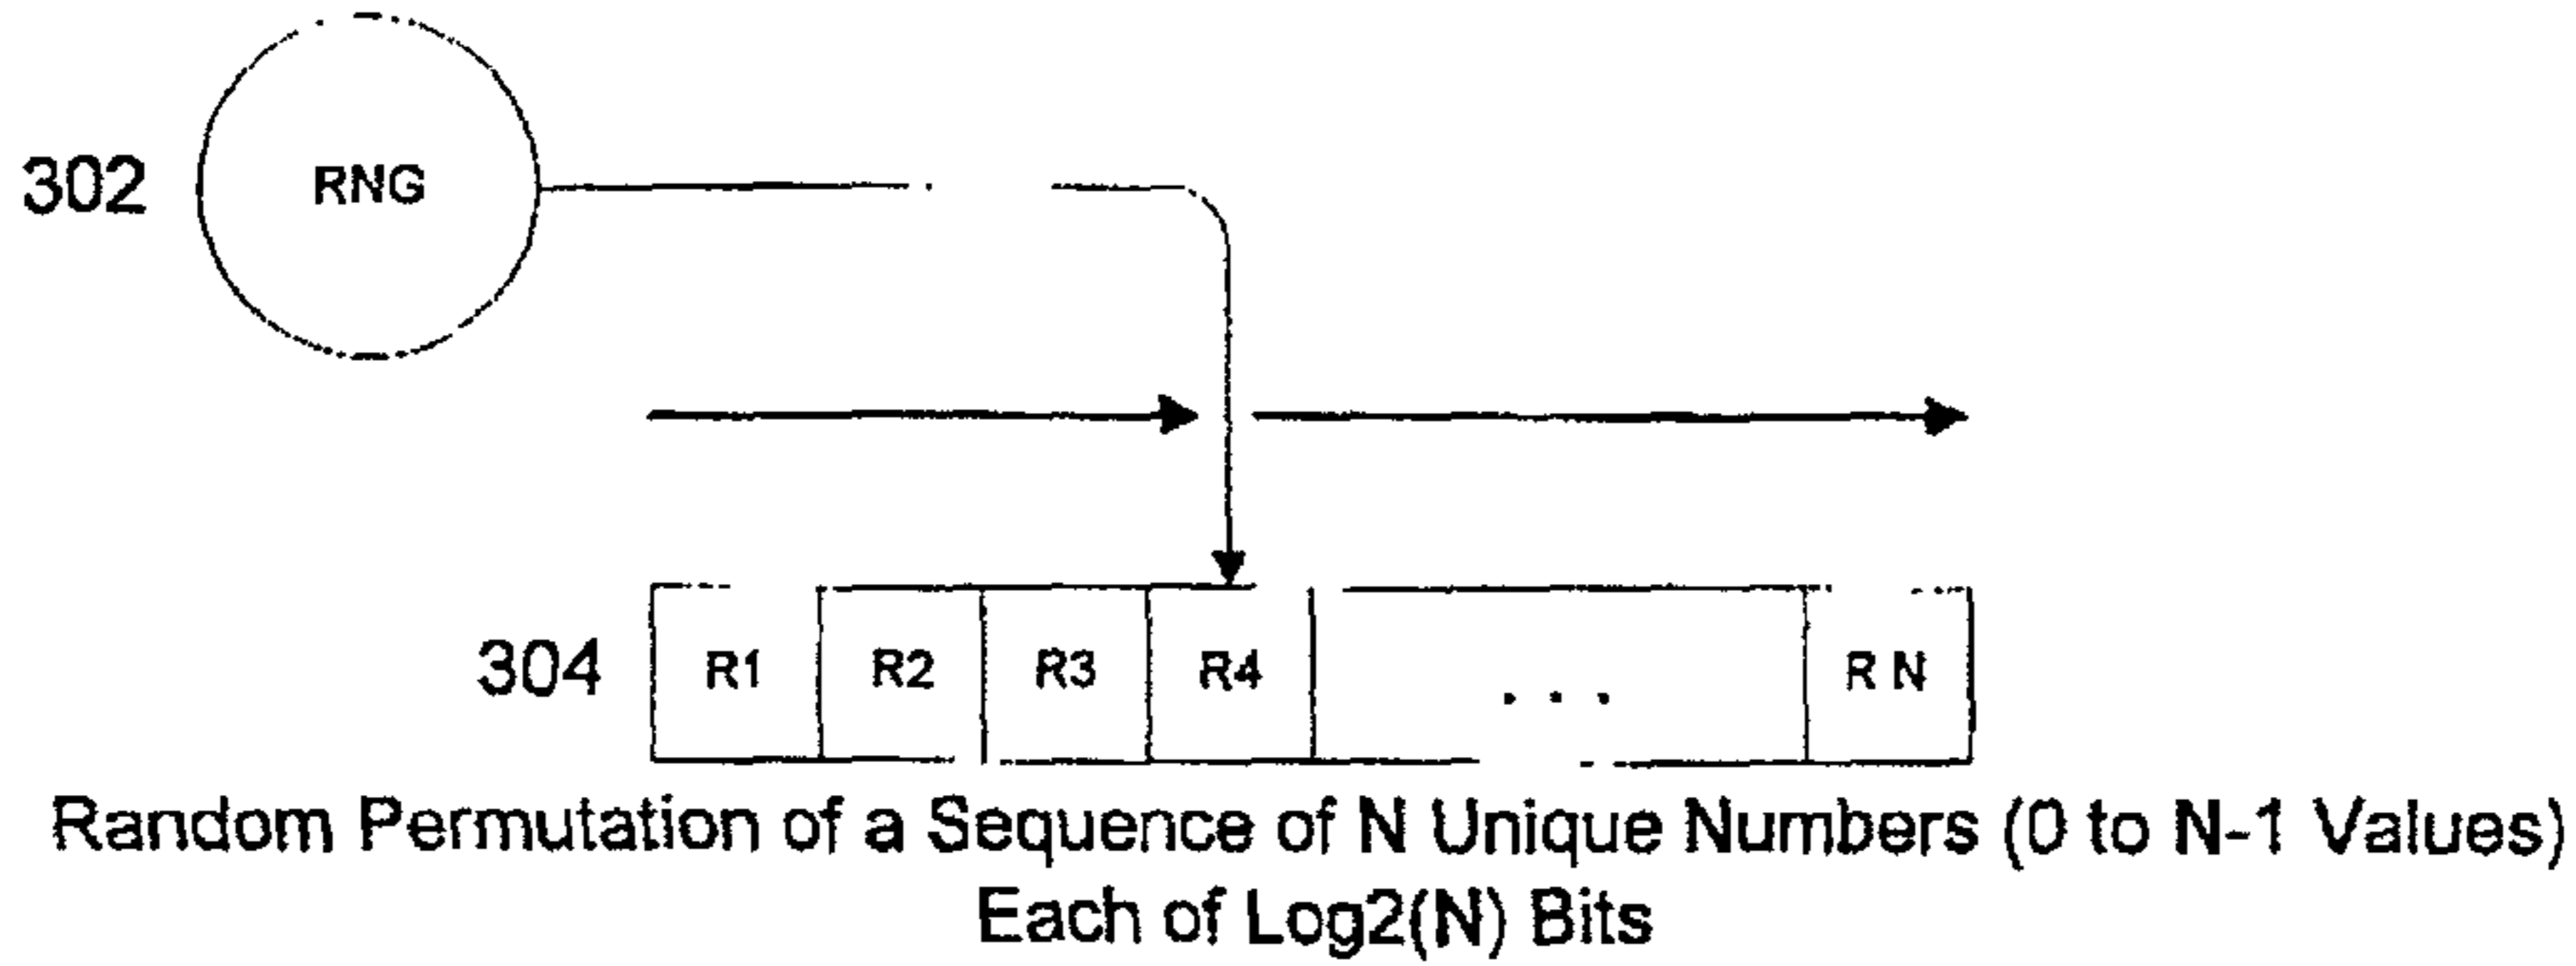 302
RNG
304
R1 R2 R3 R4 . . . R N
Random Permutation of a Sequence of N Unique Numbers (0 to N-1 Values)
Each of Log2(N) Bits